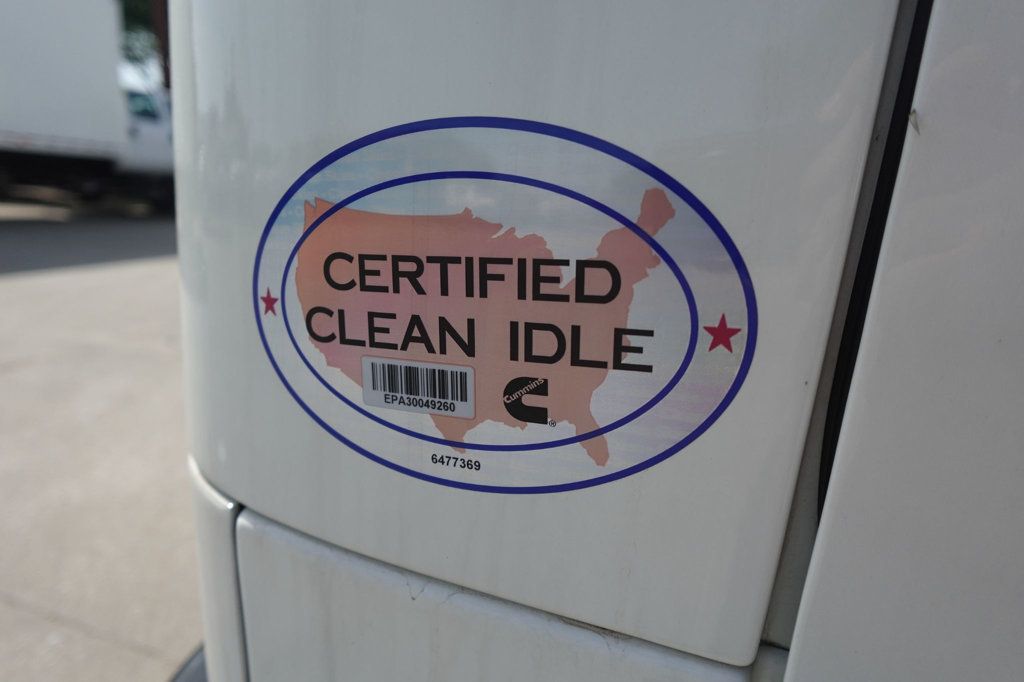 CERTIFIED
CLEAN IDLE
EPA30049260
Cummins
®
6477369